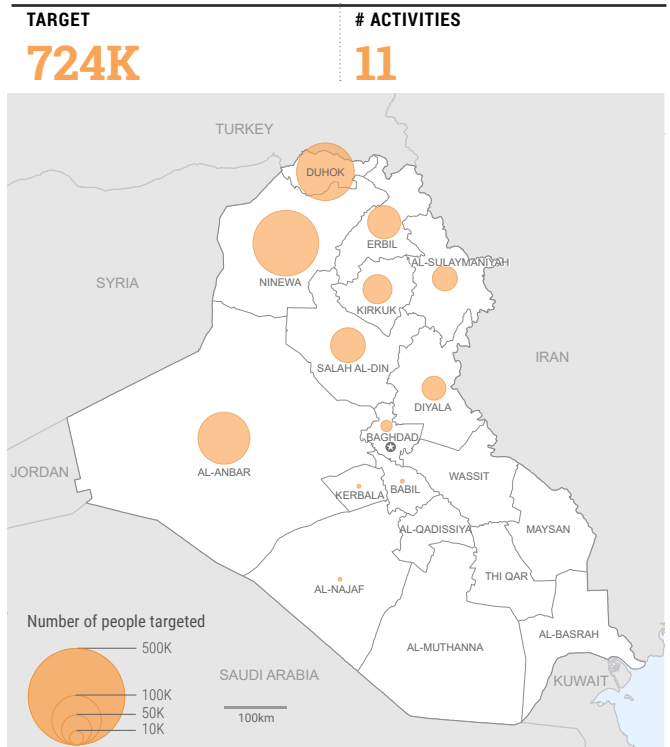 TARGET
724K
# ACTIVITIES
11
TURKEY
DUHOK
ERBIL
AL-SULAYMANIYAH
NINEWA
SYRIA
KIRKUK
SALAH AL-DIN
IRAN
DIYALA
BAGHDAD
JORDAN
AL-ANBAR
WASSIT
KERBALA
BABIL
AL-QADISSIYA
MAYSAN
THI QAR
AL-NAJAF
AL-MUTHANNA
AL-BASRAH
SAUDI ARABIA
KUWAIT
Number of people targeted
500K
100K
50K
10K
100km